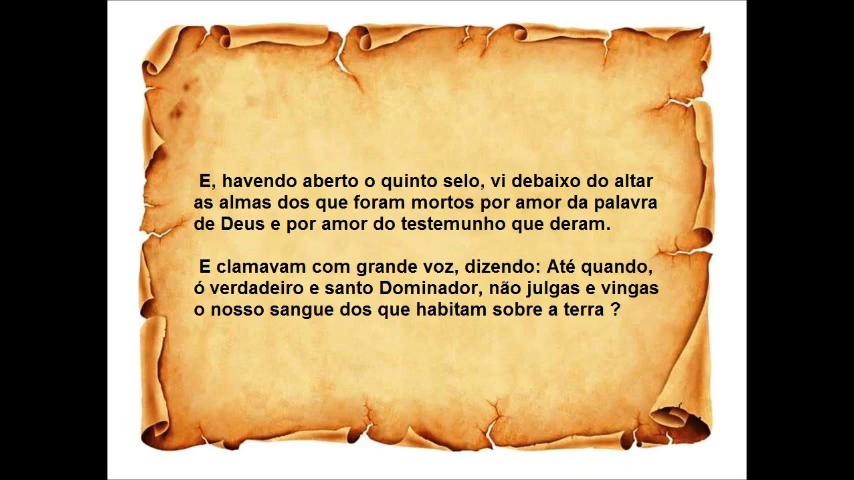 E, havendo aberto o quinto selo, vi debaixo do altar
as almas dos que foram mortos por amor da palavra
de Deus e por amor do testemunho que deram.
E clamavam com grande voz, dizendo: Até quando,
ó verdadeiro e santo Dominador, não julgas e vingas
o nosso sangue dos que habitam sobre a terra ?